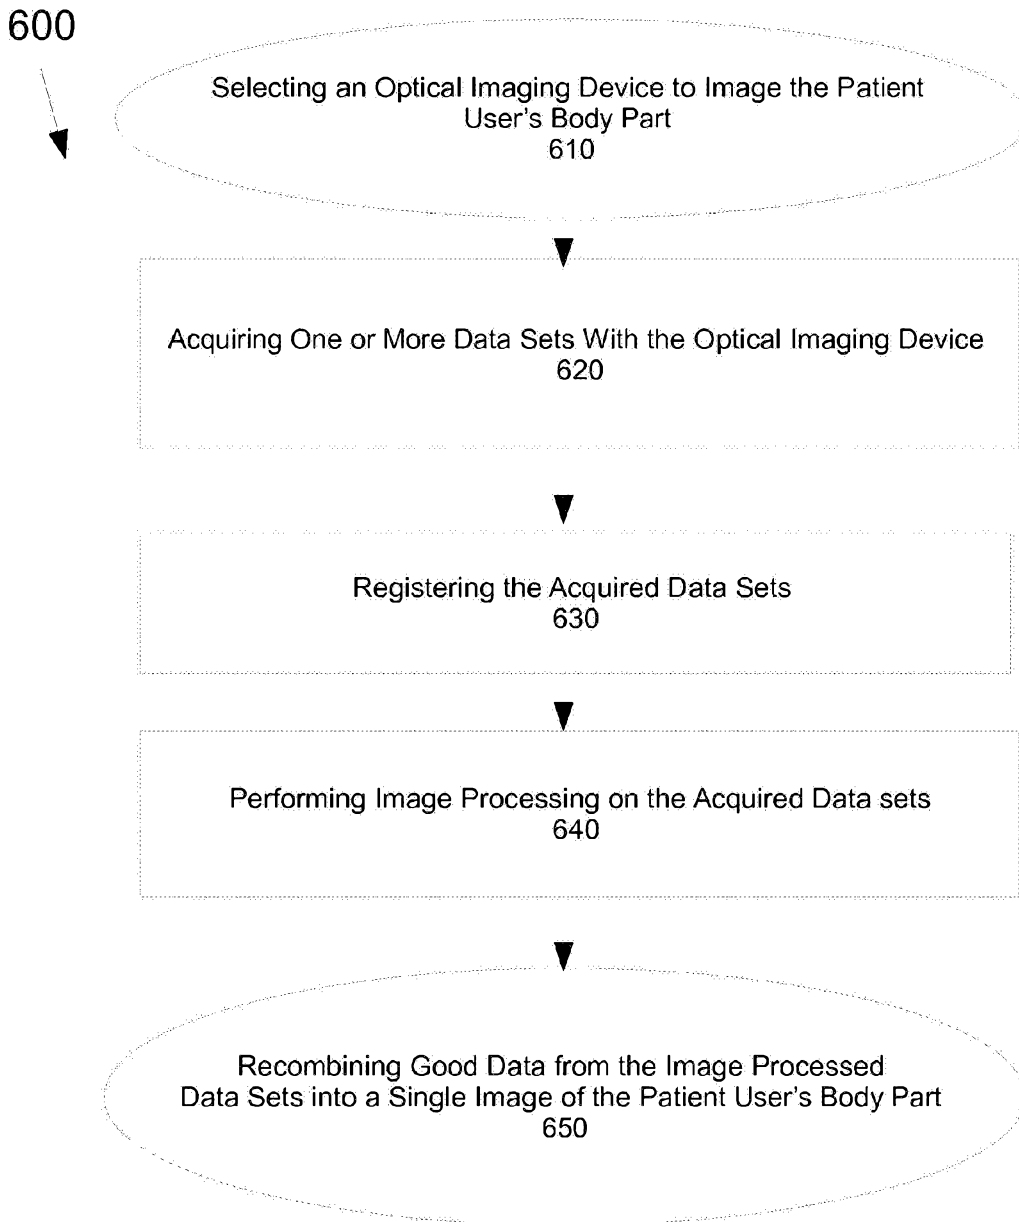 600
Selecting an Optical Imaging Device to Image the Patient
User's Body Part
610
Acquiring One or More Data Sets With the Optical Imaging Device
620
Registering the Acquired Data Sets
630
Performing Image Processing on the Acquired Data sets
640
Recombining Good Data from the Image Processed
Data Sets into a Single Image of the Patient User's Body Part
650